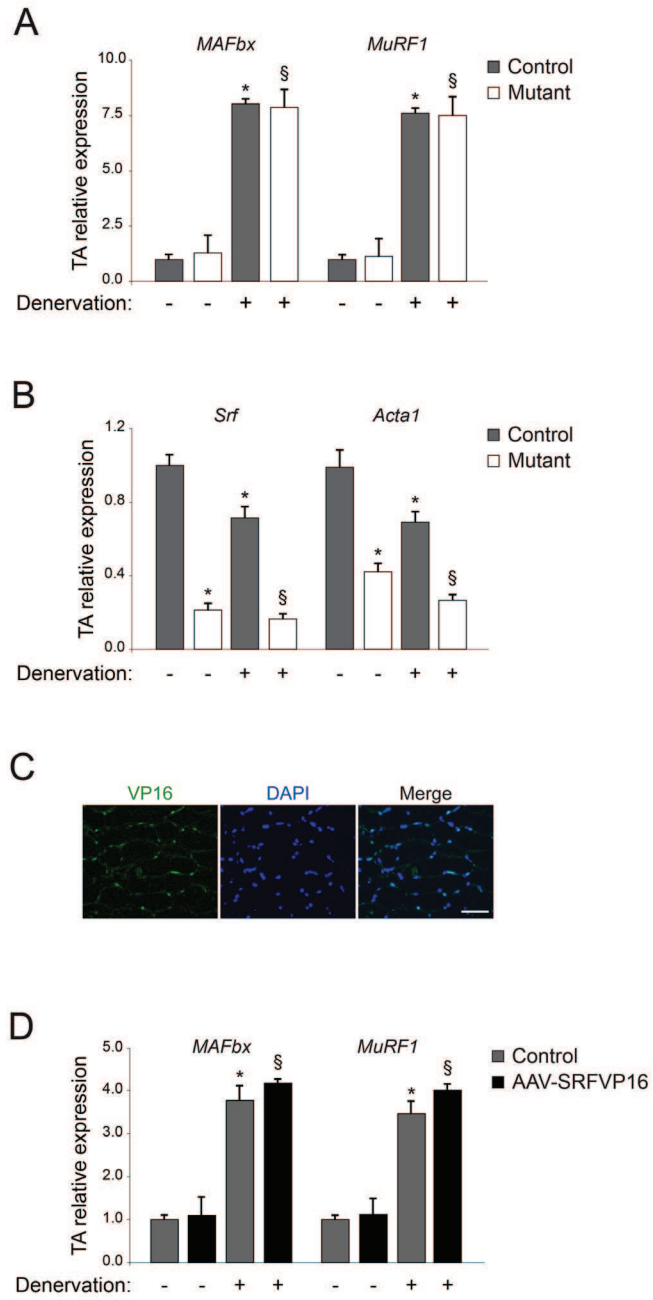 A
MAFbx MuRF1
Control
Mutant
TA relative expression
10.0
7.5
5.0
2.5
0.0
* § * §
Denervation: - - + + - - + +
B
Srf Acta1
Control
Mutant
TA relative expression
1.2
0.8
0.4
0.0
* * § * * §
Denervation: - - + + - - + +
C
VP16 DAPI Merge
D
MAFbx MuRF1
Control
AAV-SRFVP16
TA relative expression
5.0
4.0
3.0
2.0
1.0
0.0
* § * §
Denervation: - - + + - - + +